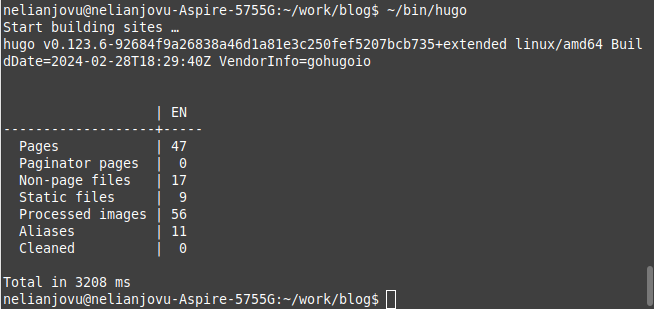 nelianjovu@nelianjovu-Aspire-5755G:~/work/blog$ ~/bin/hugo
Start building sites …
hugo v0.123.6-92684f9a26838a46d1a81e3c250fef5207bcb735+extended linux/amd64 Buil
dDate=2024-02-28T18:29:40Z VendorInfo=gohugoio
                   | EN
-------------------+-----
  Pages            | 47
  Paginator pages  |  0
  Non-page files   | 17
  Static files     |  9
  Processed images | 56
  Aliases          | 11
  Cleaned          |  0
Total in 3208 ms
nelianjovu@nelianjovu-Aspire-5755G:~/work/blog$